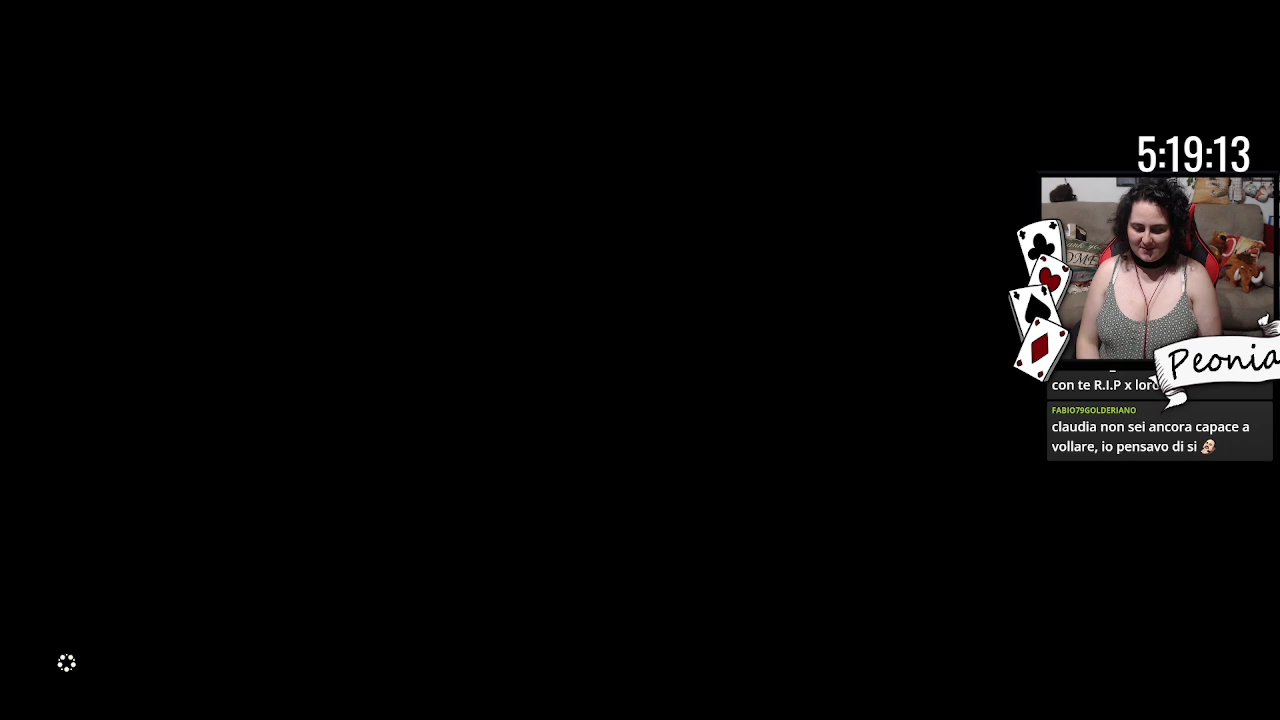 5:19:13
Peonia
con te R.I.P x loro
FABIO79GOLDERIANO
claudia non sei ancora capace a
vollare, io pensavo di si